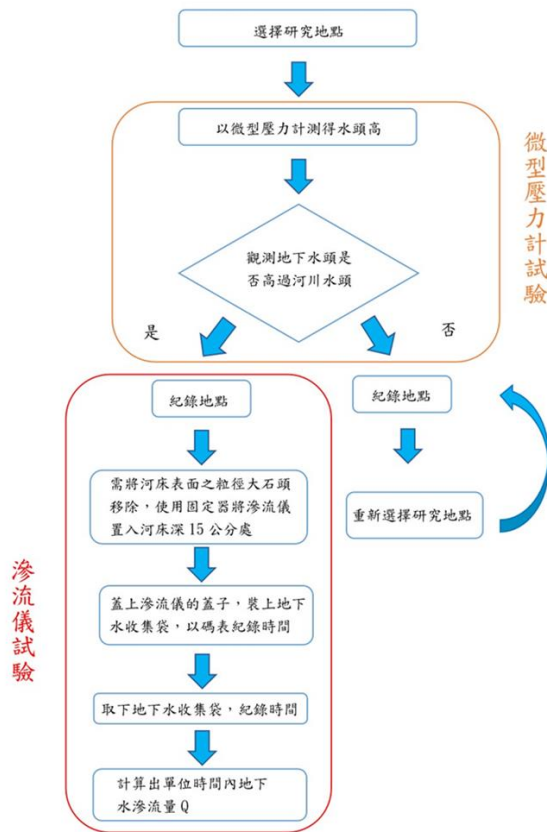 選擇研究地點
以微型壓力計測得水頭高
微型壓力計試驗
觀測地下水頭是
否高過河川水頭
是
否
紀錄地點
紀錄地點
需將河床表面之粒徑大石頭
移除，使用固定器將滲流儀
置入河床深 15 公分處
重新選擇研究地點
滲流儀試驗
蓋上滲流儀的蓋子，裝上地下
水收集袋，以碼表紀錄時間
取下地下水收集袋，紀錄時間
計算出單位時間內地下
水滲流量 Q